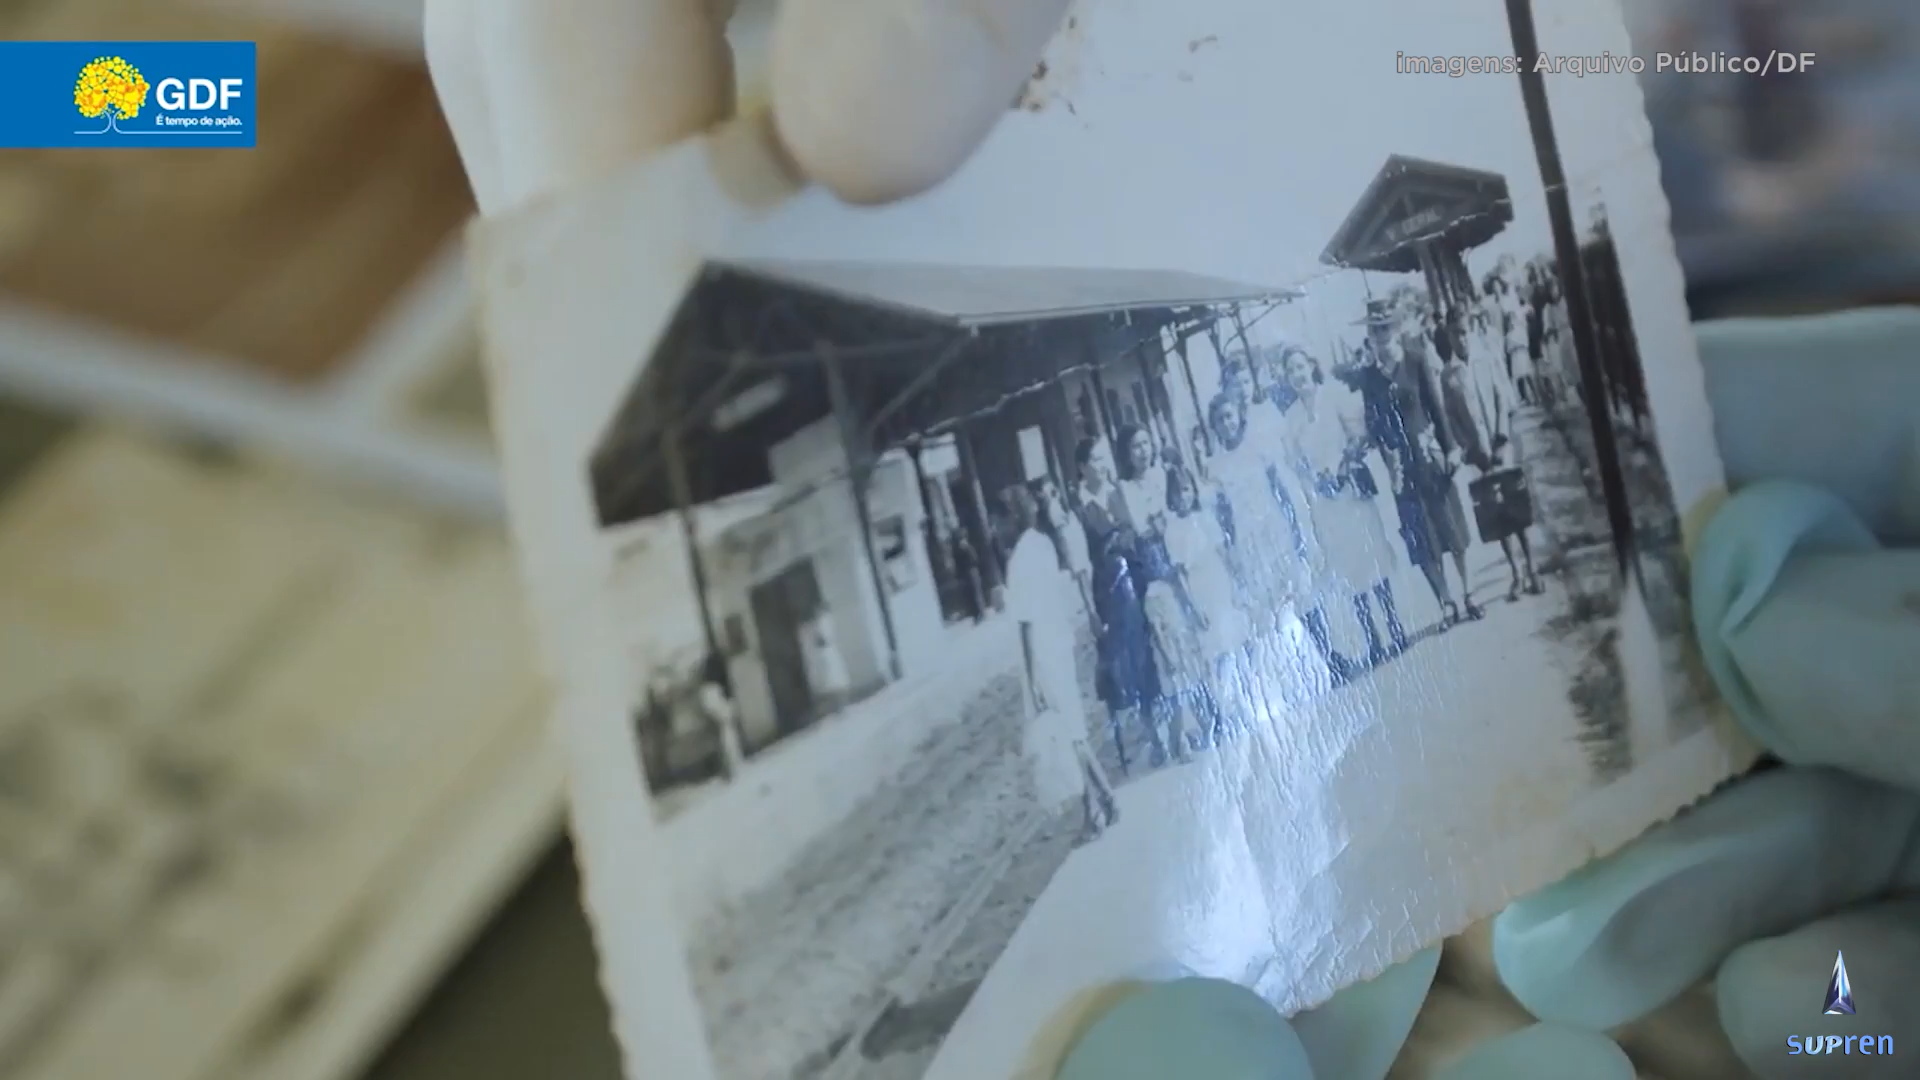 GDF
É tempo de ação.
imagens: Arquivo Público/DF
supren